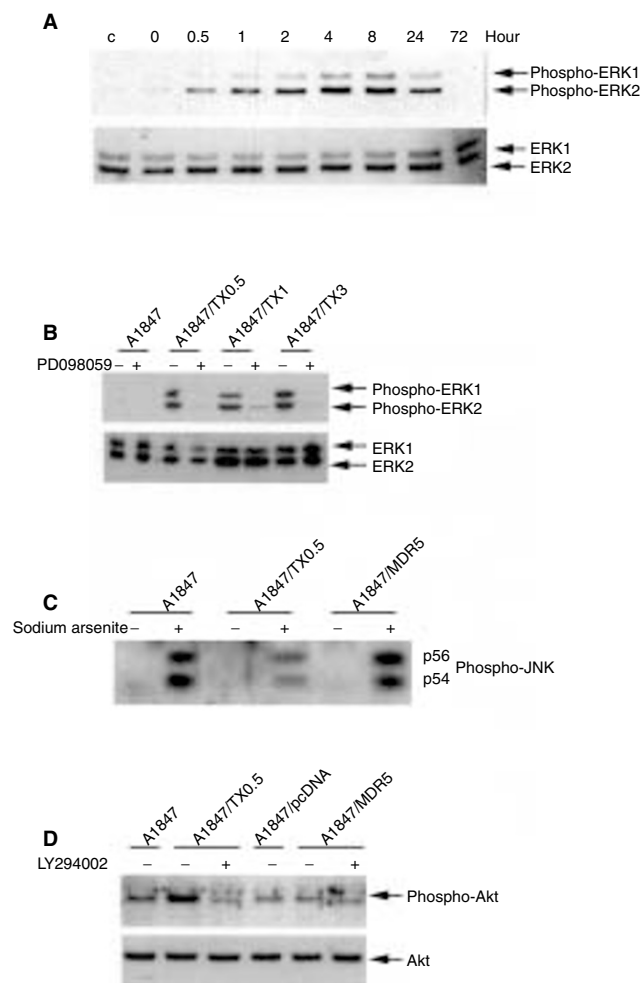 A
c 0 0.5 1 2 4 8 24 72 Hour
Phospho-ERK1
Phospho-ERK2
ERK1
ERK2
B
A1847 A1847/TX0.5 A1847/TX1 A1847/TX3
PD098059 – + – + – + – +
Phospho-ERK1
Phospho-ERK2
ERK1
ERK2
C
A1847 A1847/TX0.5 A1847/MDR5
Sodium arsenite – + – + – +
p56
Phospho-JNK
p54
D
A1847 A1847/TX0.5 A1847/pcDNA A1847/MDR5
LY294002 – – + – – +
Phospho-Akt
Akt